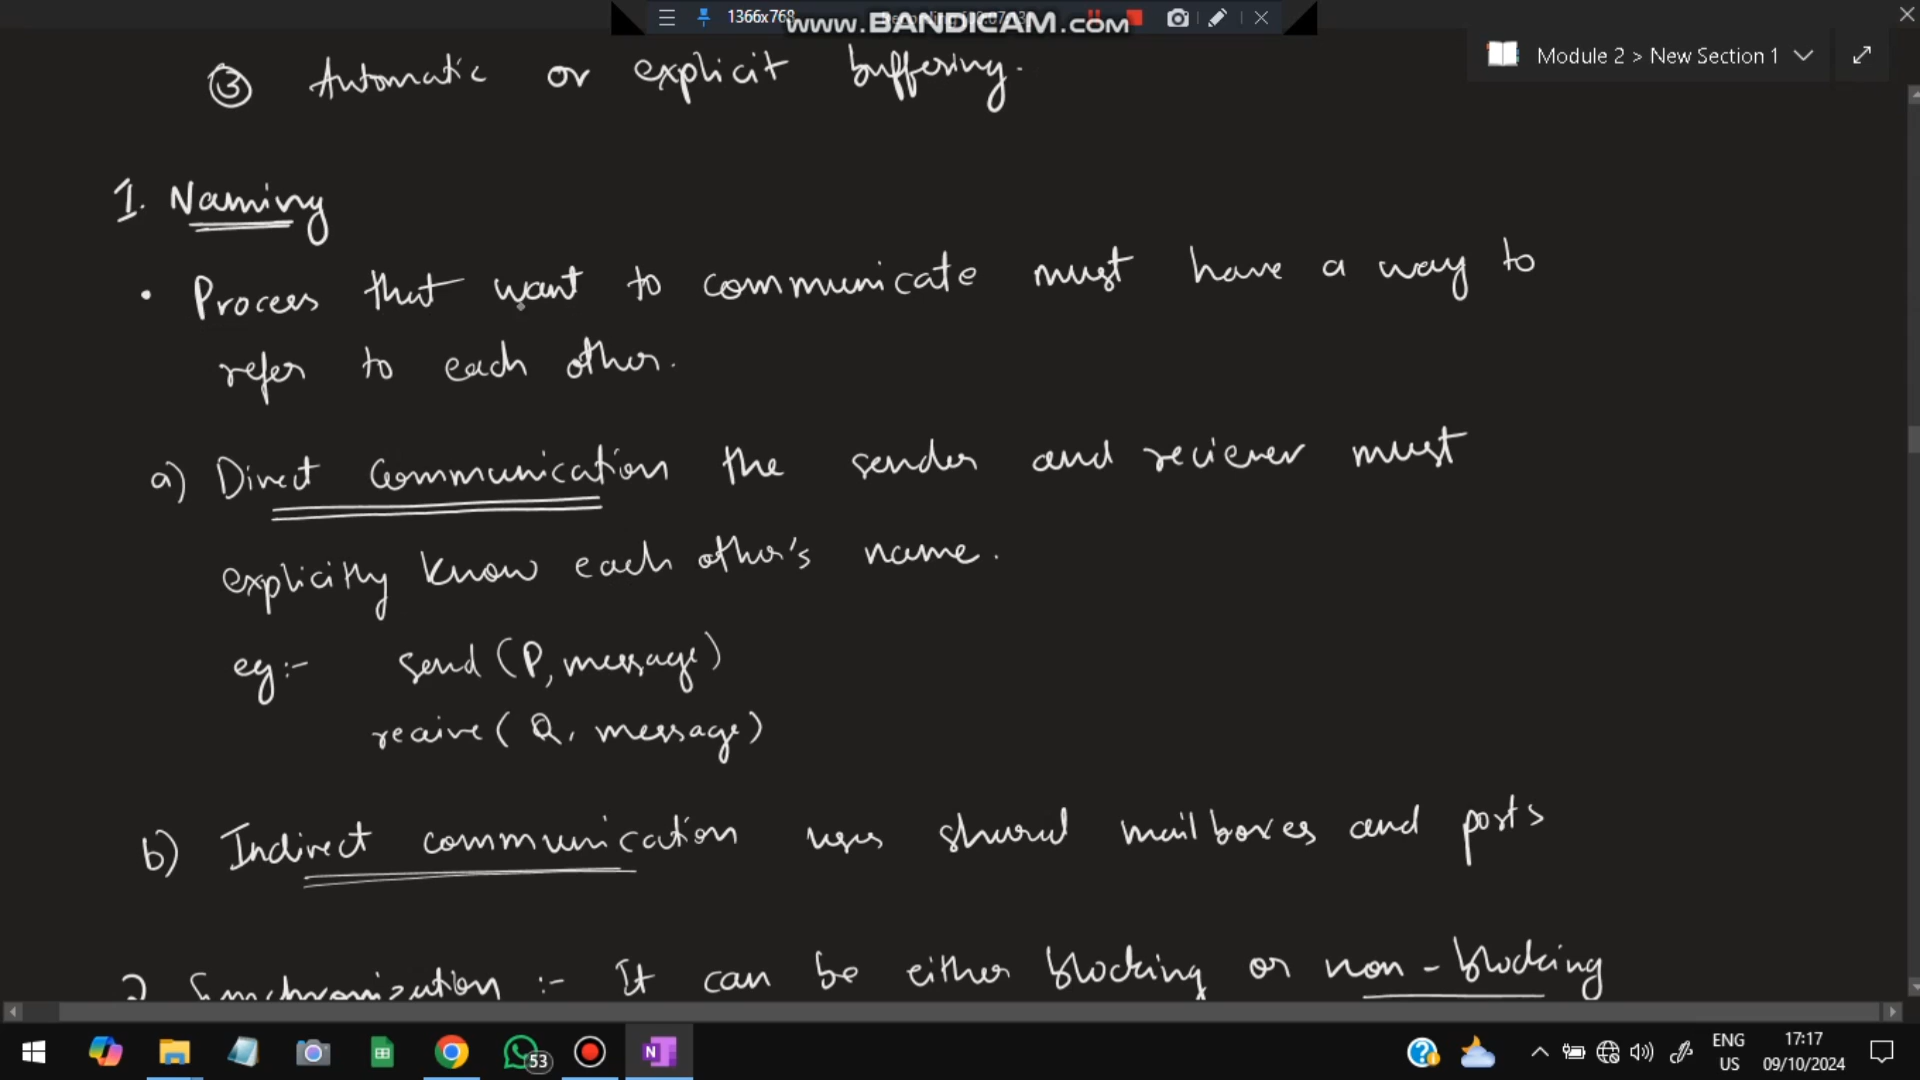 1366x768
www.BANDICAM.com
Module 2 > New Section 1
③ Automatic or explicit buffering.
1. Naming
• Process that want to communicate must have a way to
refer to each other.
a) Direct Communication the sender and reciever must
explicitly know each other's name.
eg:- send (P, message)
receive (Q, message)
b) Indirect communication uses shared mailboxes and ports
2 Synchronization :- It can be either blocking or non-blocking
53
N
ENG
US
17:17
09/10/2024